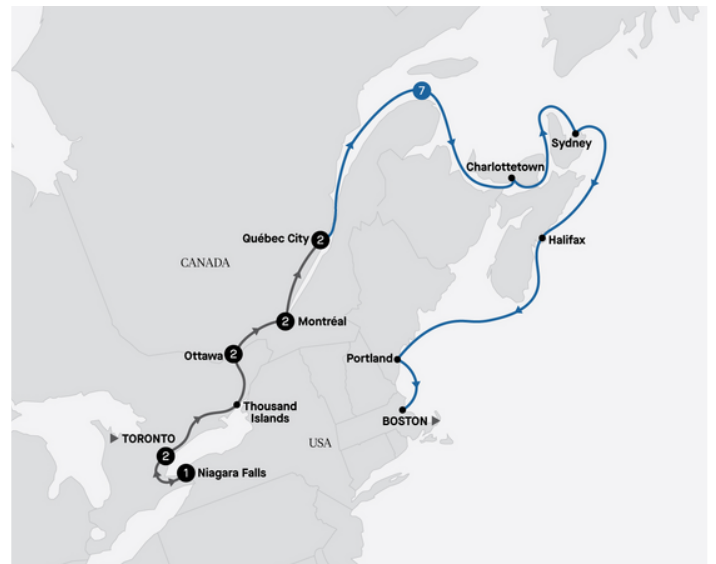 7
Sydney
Charlottetown
Québec City
2
Halifax
CANADA
2
Montréal
Ottawa
2
Portland
Thousand
Islands
BOSTON
TORONTO
USA
2
1
Niagara Falls